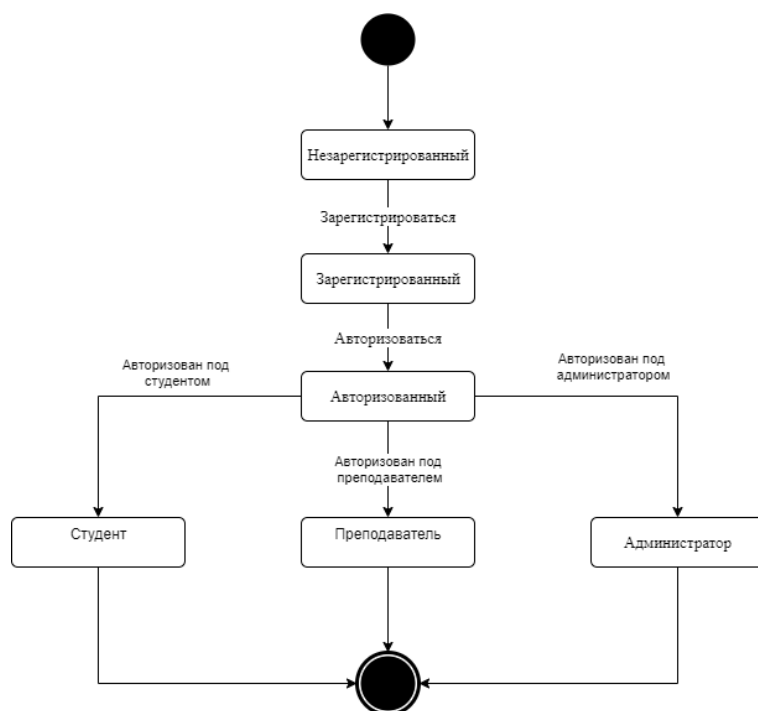 Незарегистрированный
Зарегистрироваться
Зарегистрированный
Авторизоваться
Авторизован под
студентом
Авторизован под
администратором
Авторизованный
Авторизован под
преподавателем
Студент
Преподаватель
Администратор